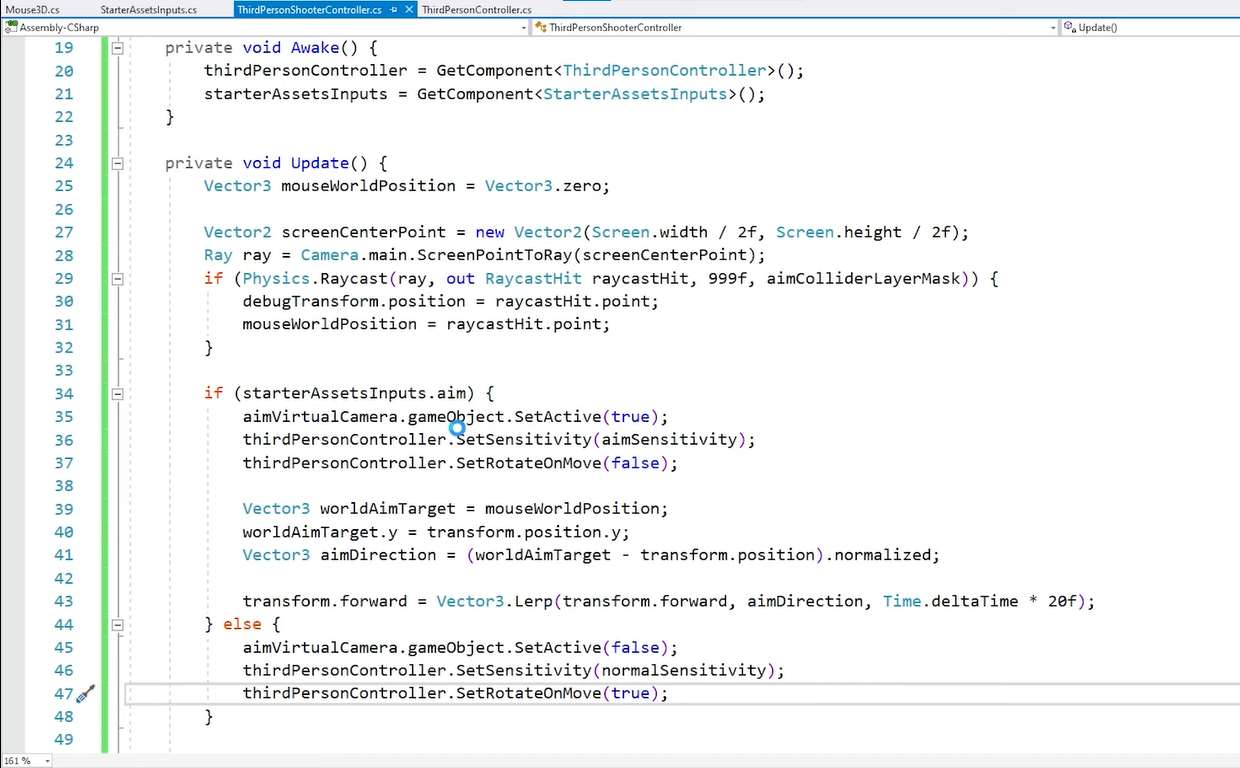 Mouse3D.cs StarterAssetsInputs.cs ThirdPersonShooterController.cs ThirdPersonController.cs
Assembly-CSharp ThirdPersonShooterController Update()
19 private void Awake() {
20 thirdPersonController = GetComponent<ThirdPersonController>();
21 starterAssetsInputs = GetComponent<StarterAssetsInputs>();
22 }
23
24 private void Update() {
25 Vector3 mouseWorldPosition = Vector3.zero;
26
27 Vector2 screenCenterPoint = new Vector2(Screen.width / 2f, Screen.height / 2f);
28 Ray ray = Camera.main.ScreenPointToRay(screenCenterPoint);
29 if (Physics.Raycast(ray, out RaycastHit raycastHit, 999f, aimColliderLayerMask)) {
30 debugTransform.position = raycastHit.point;
31 mouseWorldPosition = raycastHit.point;
32 }
33
34 if (starterAssetsInputs.aim) {
35 aimVirtualCamera.gameObject.SetActive(true);
36 thirdPersonController.SetSensitivity(aimSensitivity);
37 thirdPersonController.SetRotateOnMove(false);
38
39 Vector3 worldAimTarget = mouseWorldPosition;
40 worldAimTarget.y = transform.position.y;
41 Vector3 aimDirection = (worldAimTarget - transform.position).normalized;
42
43 transform.forward = Vector3.Lerp(transform.forward, aimDirection, Time.deltaTime * 20f);
44 } else {
45 aimVirtualCamera.gameObject.SetActive(false);
46 thirdPersonController.SetSensitivity(normalSensitivity);
47 thirdPersonController.SetRotateOnMove(true);
48 }
49
161 %